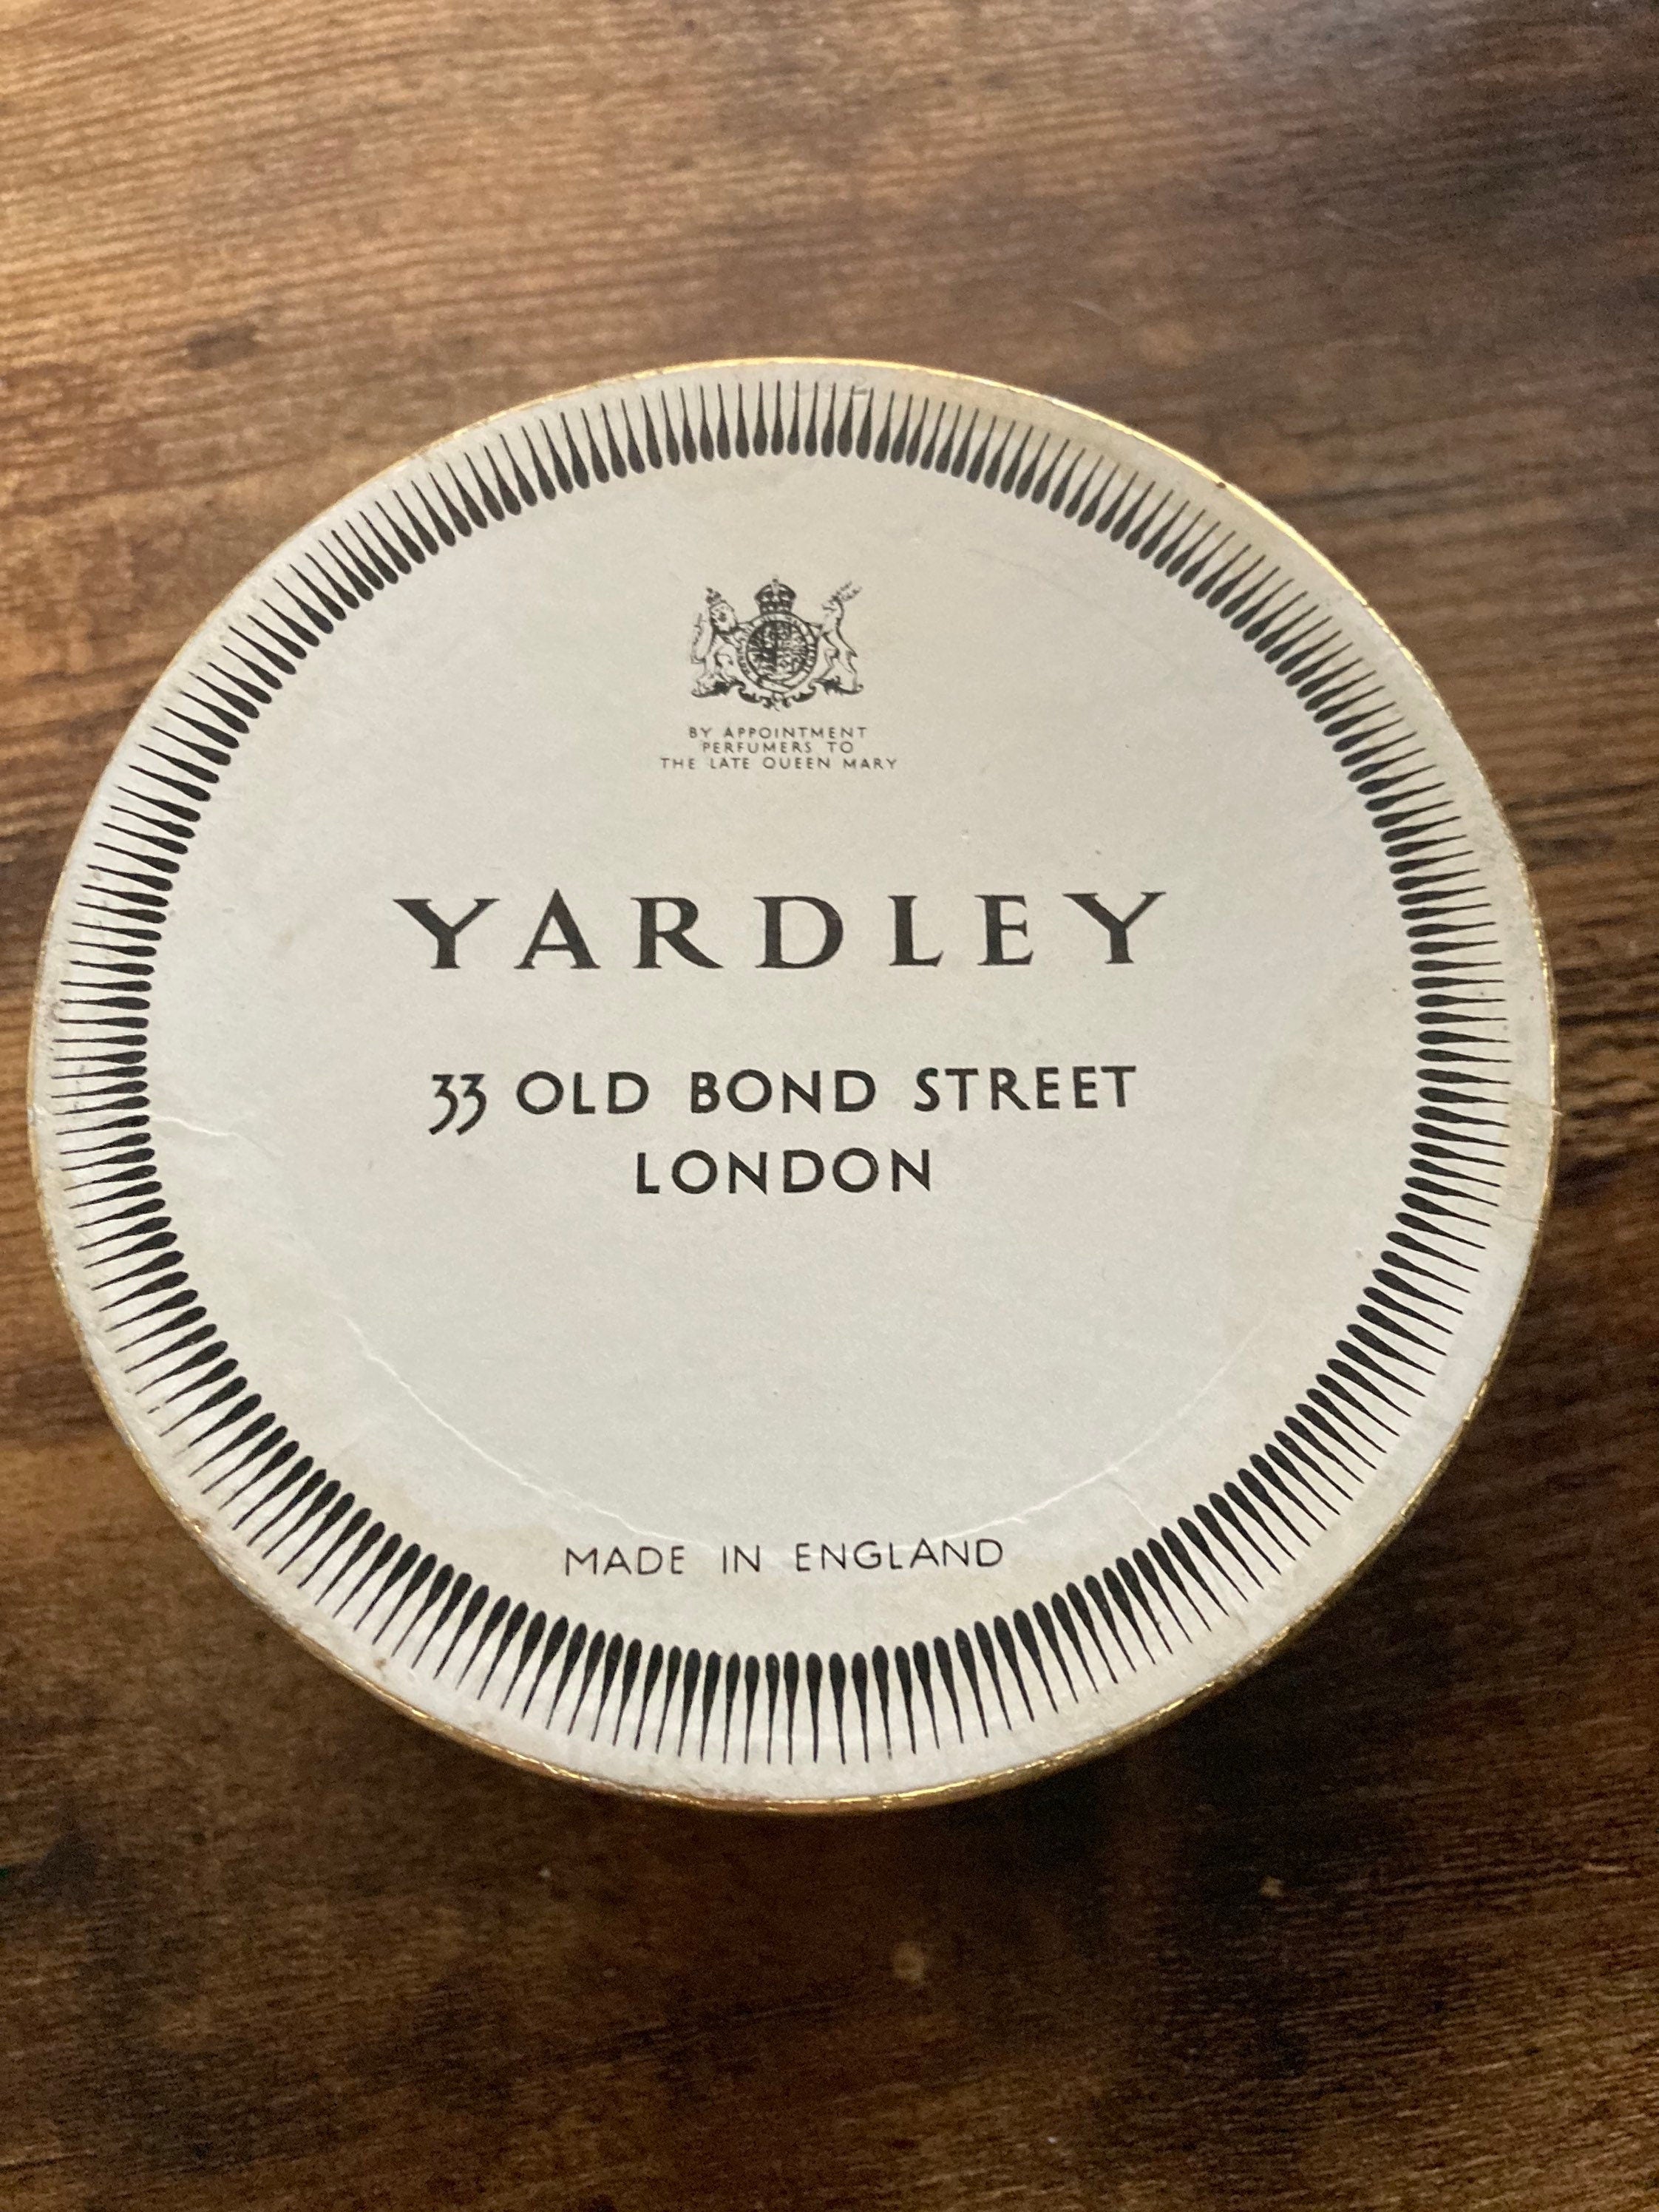 BY APPOINTMENT
PERFUMERS TO
THE LATE QUEEN MARY
YARDLEY
33 OLD BOND STREET
LONDON
MADE IN ENGLAND